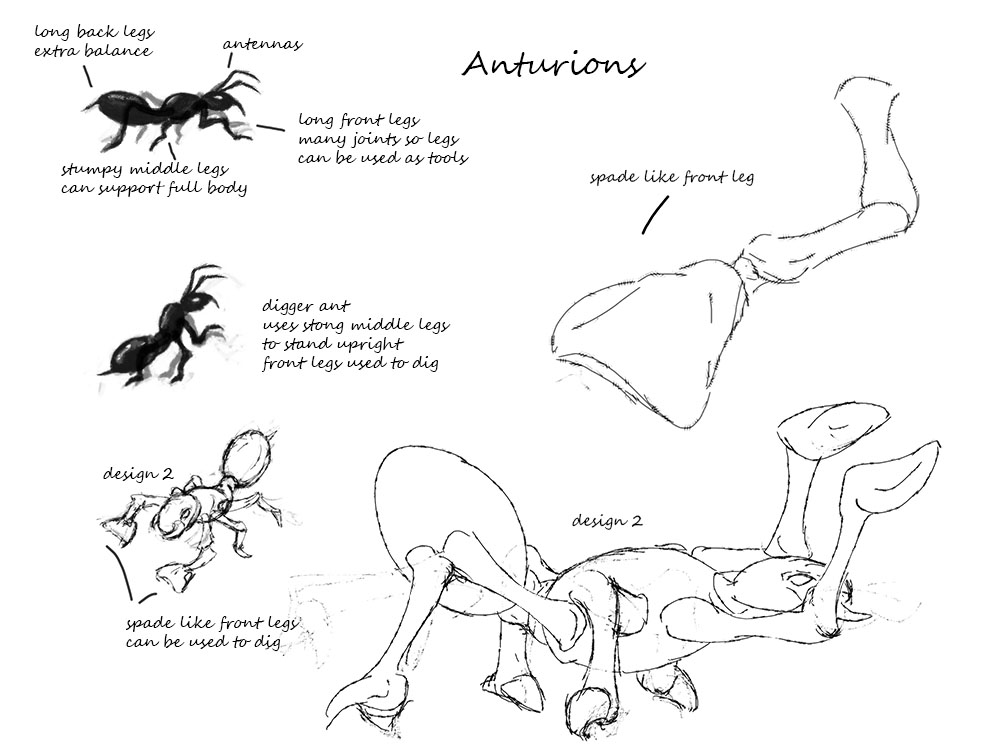 Anturions
long back legs
extra balance
antennas
long front legs
many joints so legs
can be used as tools
stumpy middle legs
can support full body
spade like front leg
digger ant
uses stong middle legs
to stand upright
front legs used to dig
design 2
design 2
spade like front legs
can be used to dig